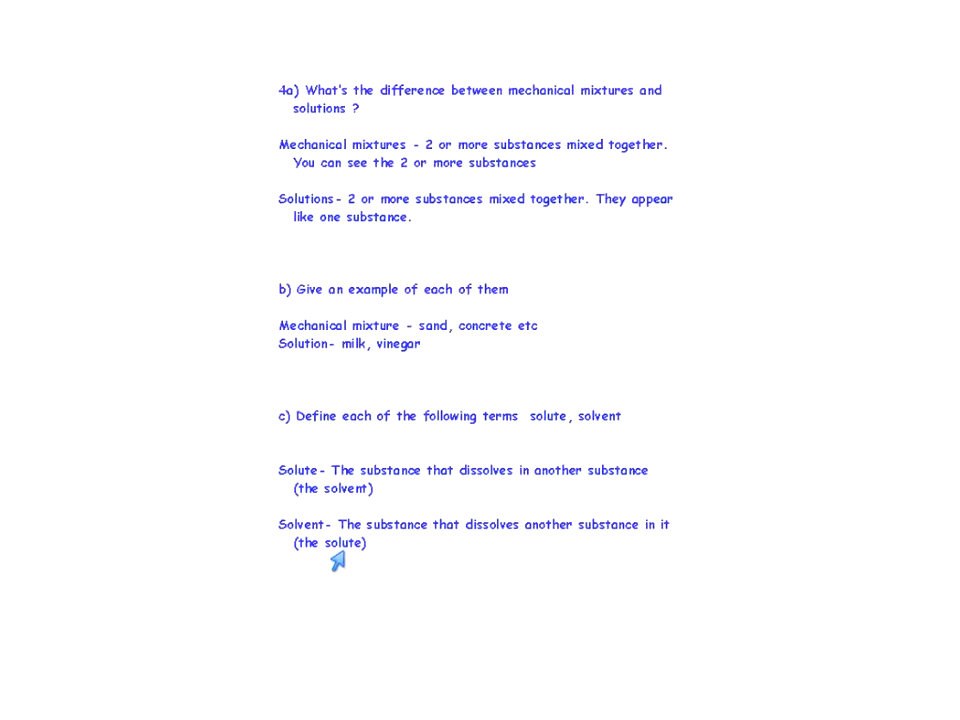 4a) What's the difference between mechanical mixtures and
solutions ?
Mechanical mixtures - 2 or more substances mixed together.
You can see the 2 or more substances
Solutions- 2 or more substances mixed together. They appear
like one substance.
b) Give an example of each of them
Mechanical mixture - sand, concrete etc
Solution- milk, vinegar
c) Define each of the following terms  solute, solvent
Solute- The substance that dissolves in another substance
(the solvent)
Solvent- The substance that dissolves another substance in it
(the solute)